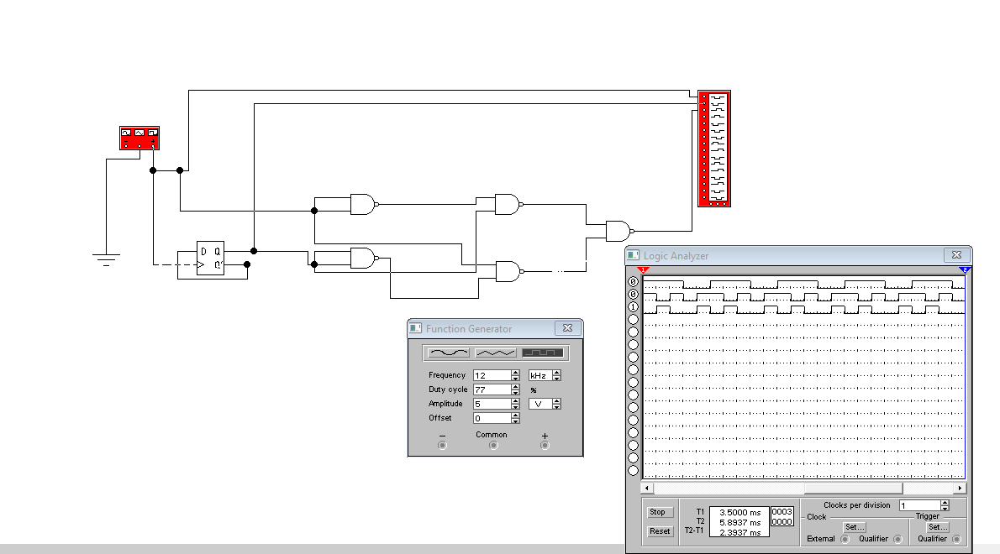 D Q
Q'
Logic Analyzer
1
2
0
0
1
Function Generator
Frequency 12 kHz
Duty cycle 77 %
Amplitude 5 V
Offset 0
− Common +
Stop
Reset
T1 3.5000 ms 0003
T2 5.8937 ms 0000
T2-T1 2.3937 ms
Clocks per division 1
Clock
Trigger
Set...
Set...
External Qualifier
Qualifier